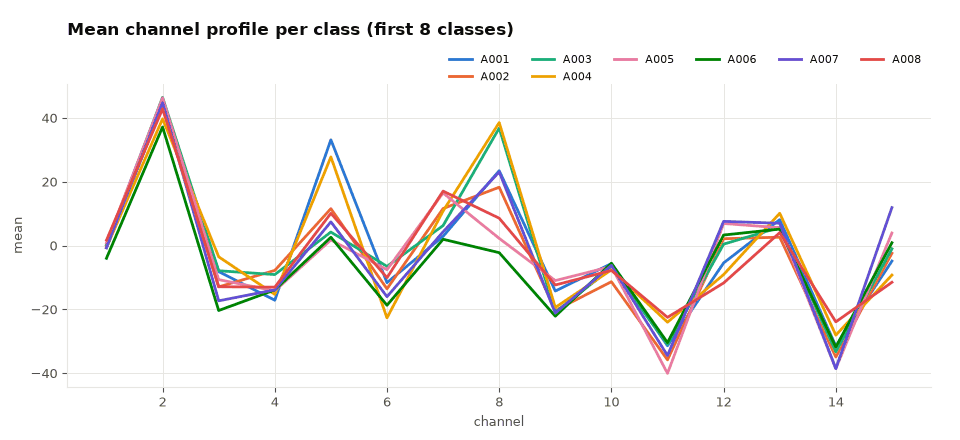 Mean channel profile per class (first 8 classes)
A001 A003 A005 A006 A007 A008
A002 A004
40
20
0
−20
−40
mean
2 4 6 8 10 12 14
channel